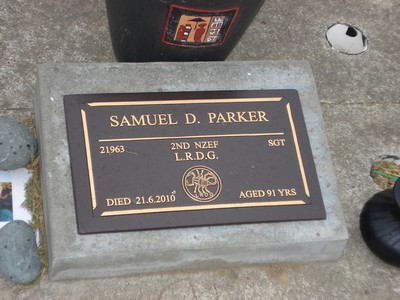 SAMUEL D. PARKER
21963 2ND NZEF SGT
L.R.D.G.
DIED 21.6.2010 AGED 91 YRS